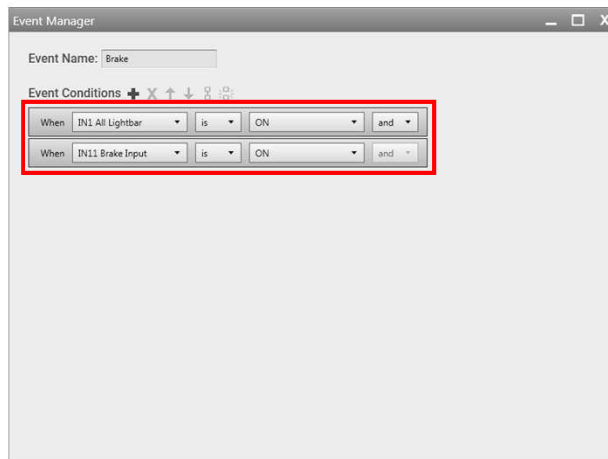 Event Manager
Event Name: Brake
Event Conditions
When IN1 All Lightbar is ON and
When IN11 Brake Input is ON and